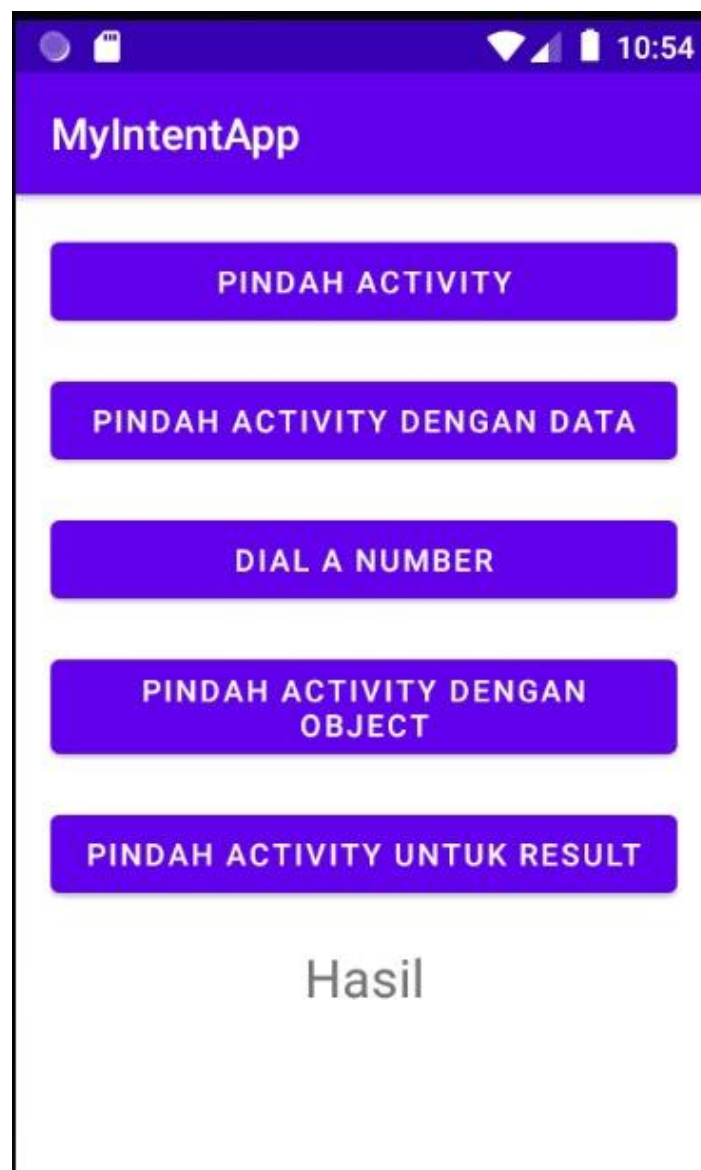 10:54
MyIntentApp
PINDAH ACTIVITY
PINDAH ACTIVITY DENGAN DATA
DIAL A NUMBER
PINDAH ACTIVITY DENGAN
OBJECT
PINDAH ACTIVITY UNTUK RESULT
Hasil